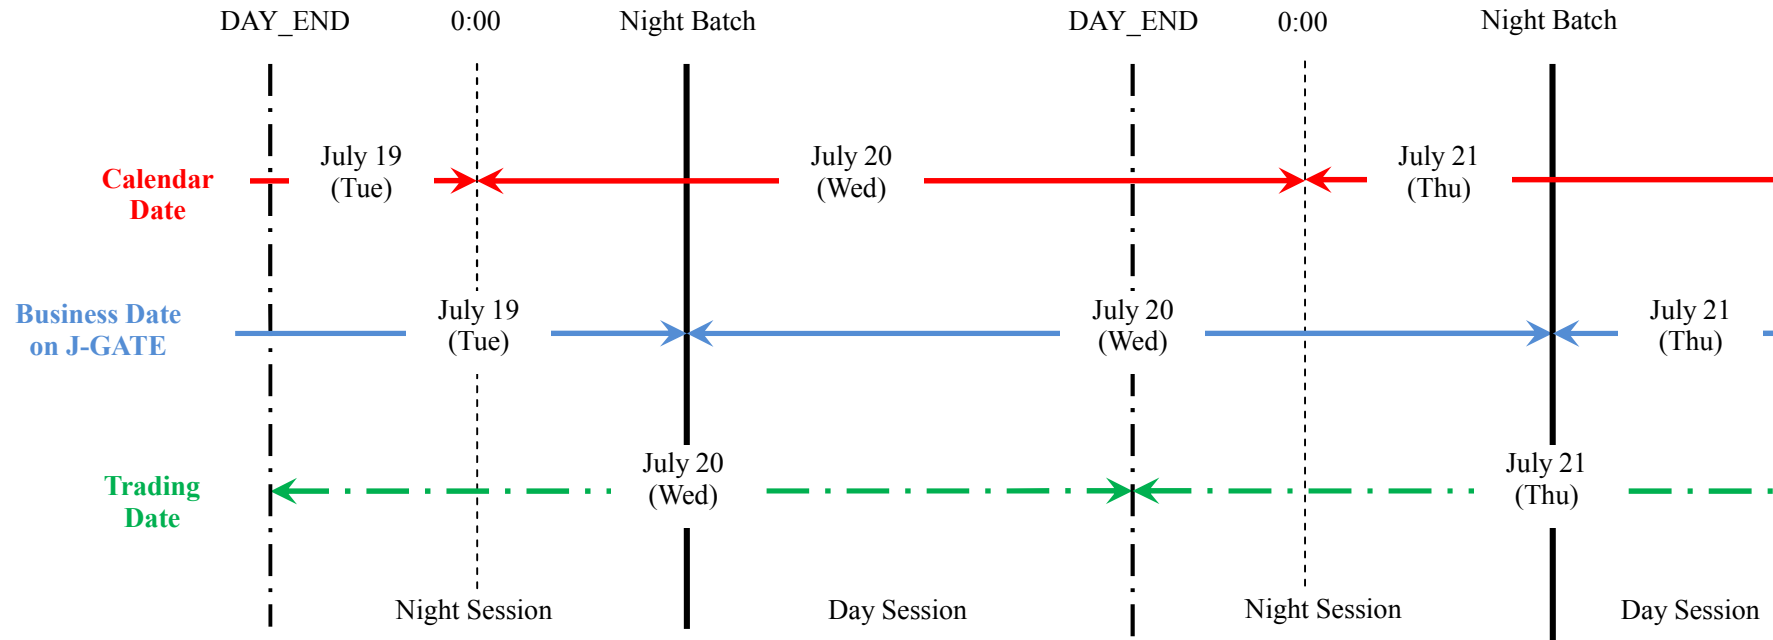 DAY_END 0:00 Night Batch DAY_END 0:00 Night Batch
July 19 July 20 July 21
Calendar (Tue) (Wed) (Thu)
Date
July 19 July 20 July 21
Business Date
on J-GATE (Tue) (Wed) (Thu)
July 20 July 21
Trading (Wed) (Thu)
Date
Night Session Day Session Night Session Day Session